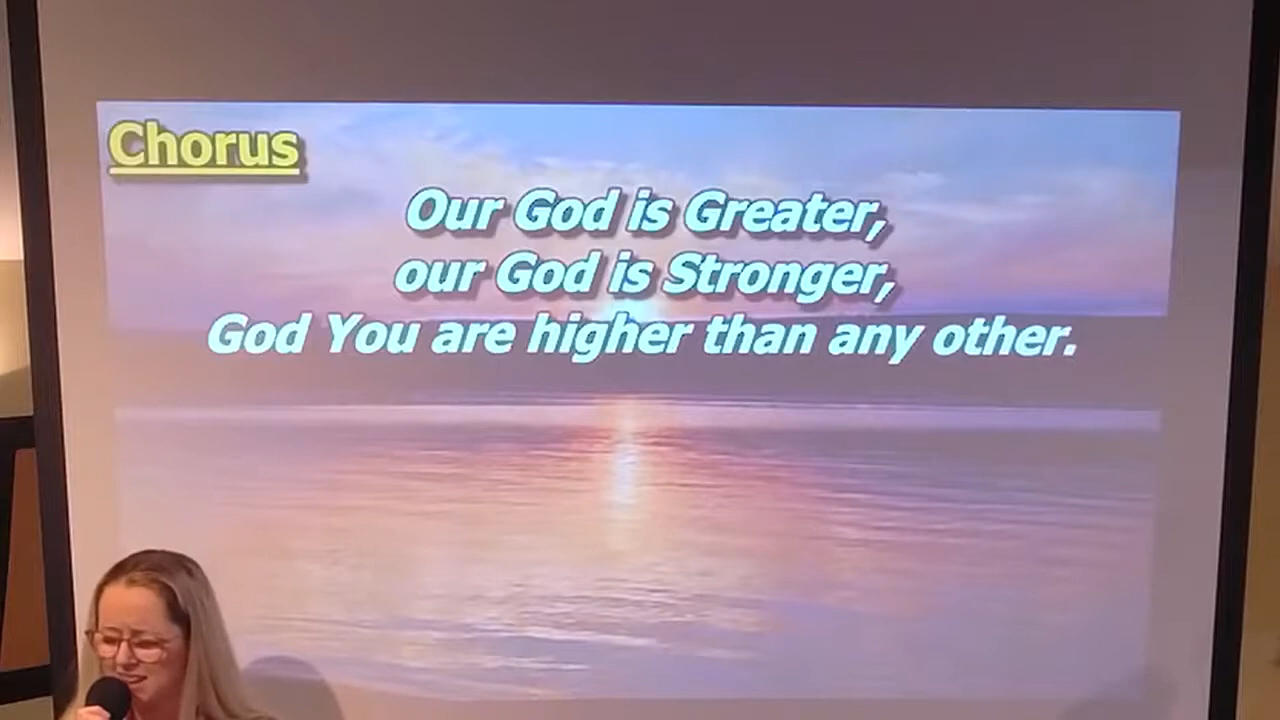 Chorus
Our God is Greater,
our God is Stronger,
God You are higher than any other.